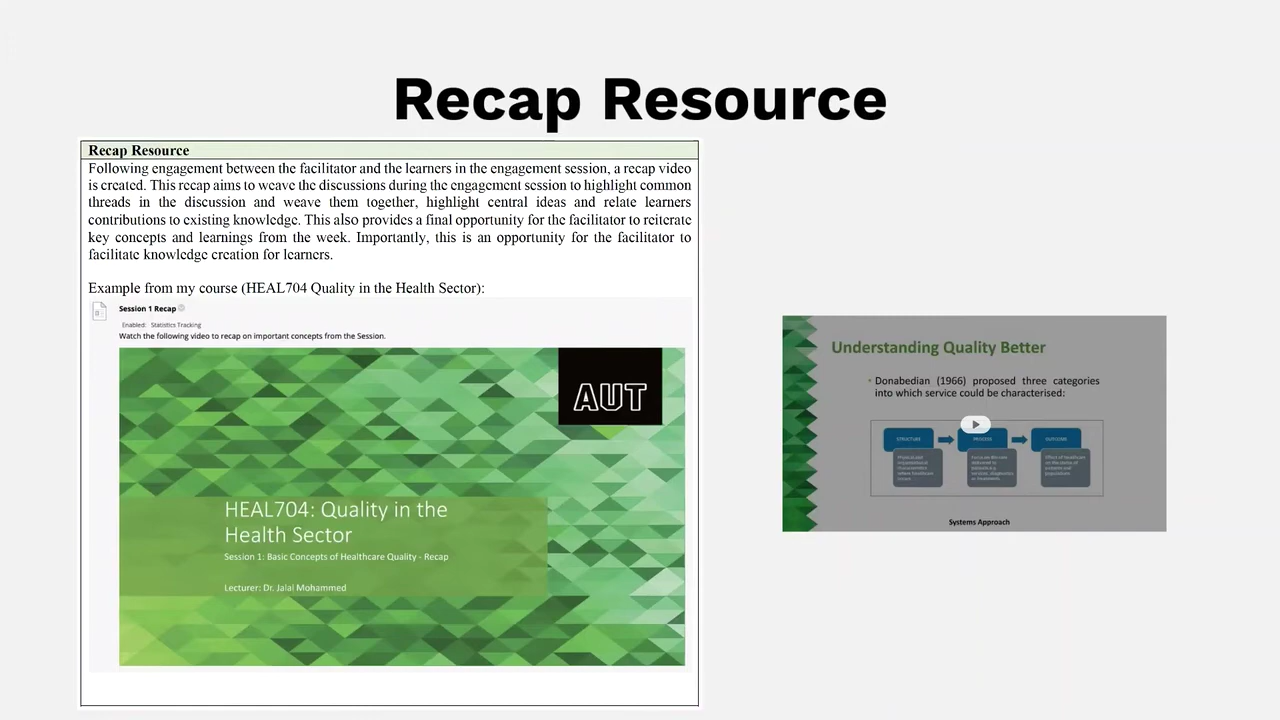 Recap Resource
Recap Resource
Following engagement between the facilitator and the learners in the engagement session, a recap video
is created. This recap aims to weave the discussions during the engagement session to highlight common
threads in the discussion and weave them together, highlight central ideas and relate learners
contributions to existing knowledge. This also provides a final opportunity for the facilitator to reiterate
key concepts and learnings from the week. Importantly, this is an opportunity for the facilitator to
facilitate knowledge creation for learners.
Example from my course (HEAL704 Quality in the Health Sector):
Session 1 Recap
Enabled: Statistics Tracking
Watch the following video to recap on important concepts from the Session.
AUT
HEAL704: Quality in the
Health Sector
Session 1: Basic Concepts of Healthcare Quality - Recap
Lecturer: Dr. Jalal Mohammed
Understanding Quality Better
• Donabedian (1966) proposed three categories
into which service could be characterised:
STRUCTURE
PROCESS
OUTCOME
Systems Approach